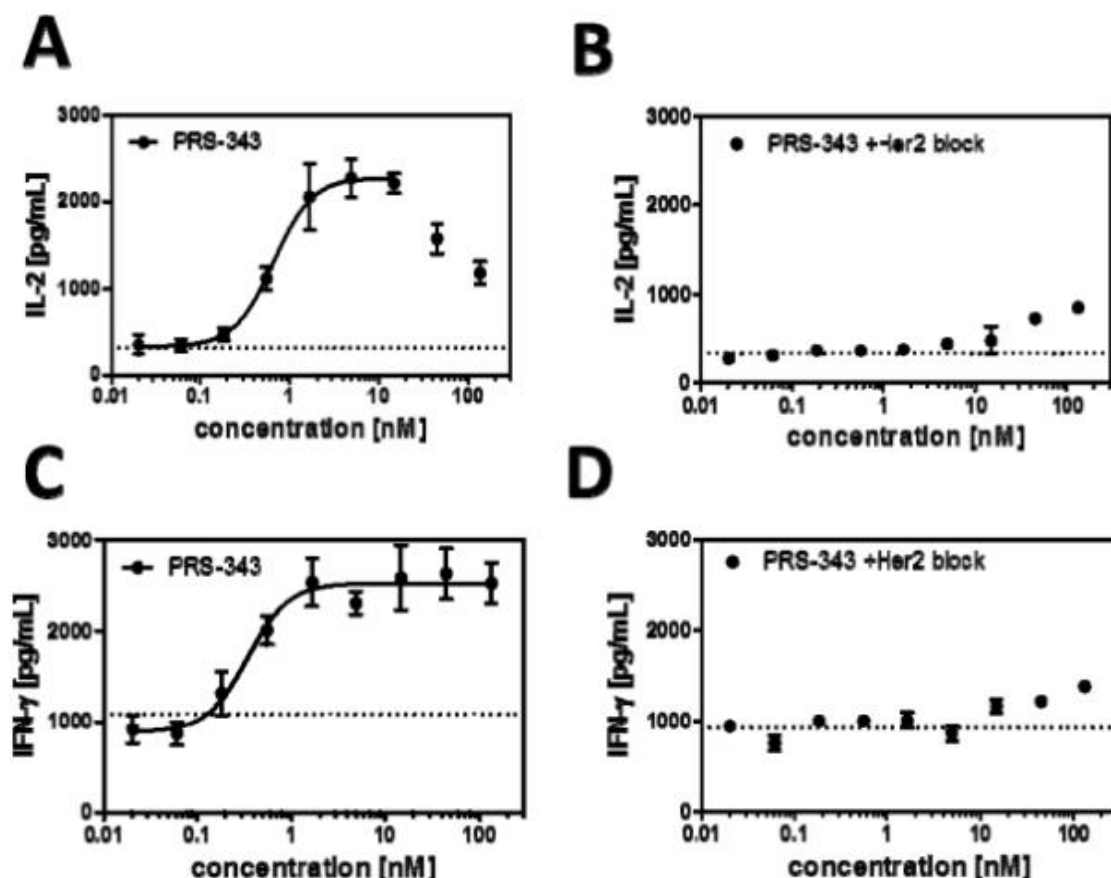 A
B
3000
2000
1000
0
IL-2 [pg/mL]
PRS-343
0.01
0.1
1
10
100
concentration [nM]
3000
2000
1000
0
IL-2 [pg/mL]
PRS-343 +Her2 block
0.01
0.1
1
10
100
concentration [nM]
C
D
3000
2000
1000
0
IFN-γ [pg/mL]
PRS-343
0.01
0.1
1
10
100
concentration [nM]
3000
2000
1000
0
IFN-γ [pg/mL]
PRS-343 +Her2 block
0.01
0.1
1
10
100
concentration [nM]